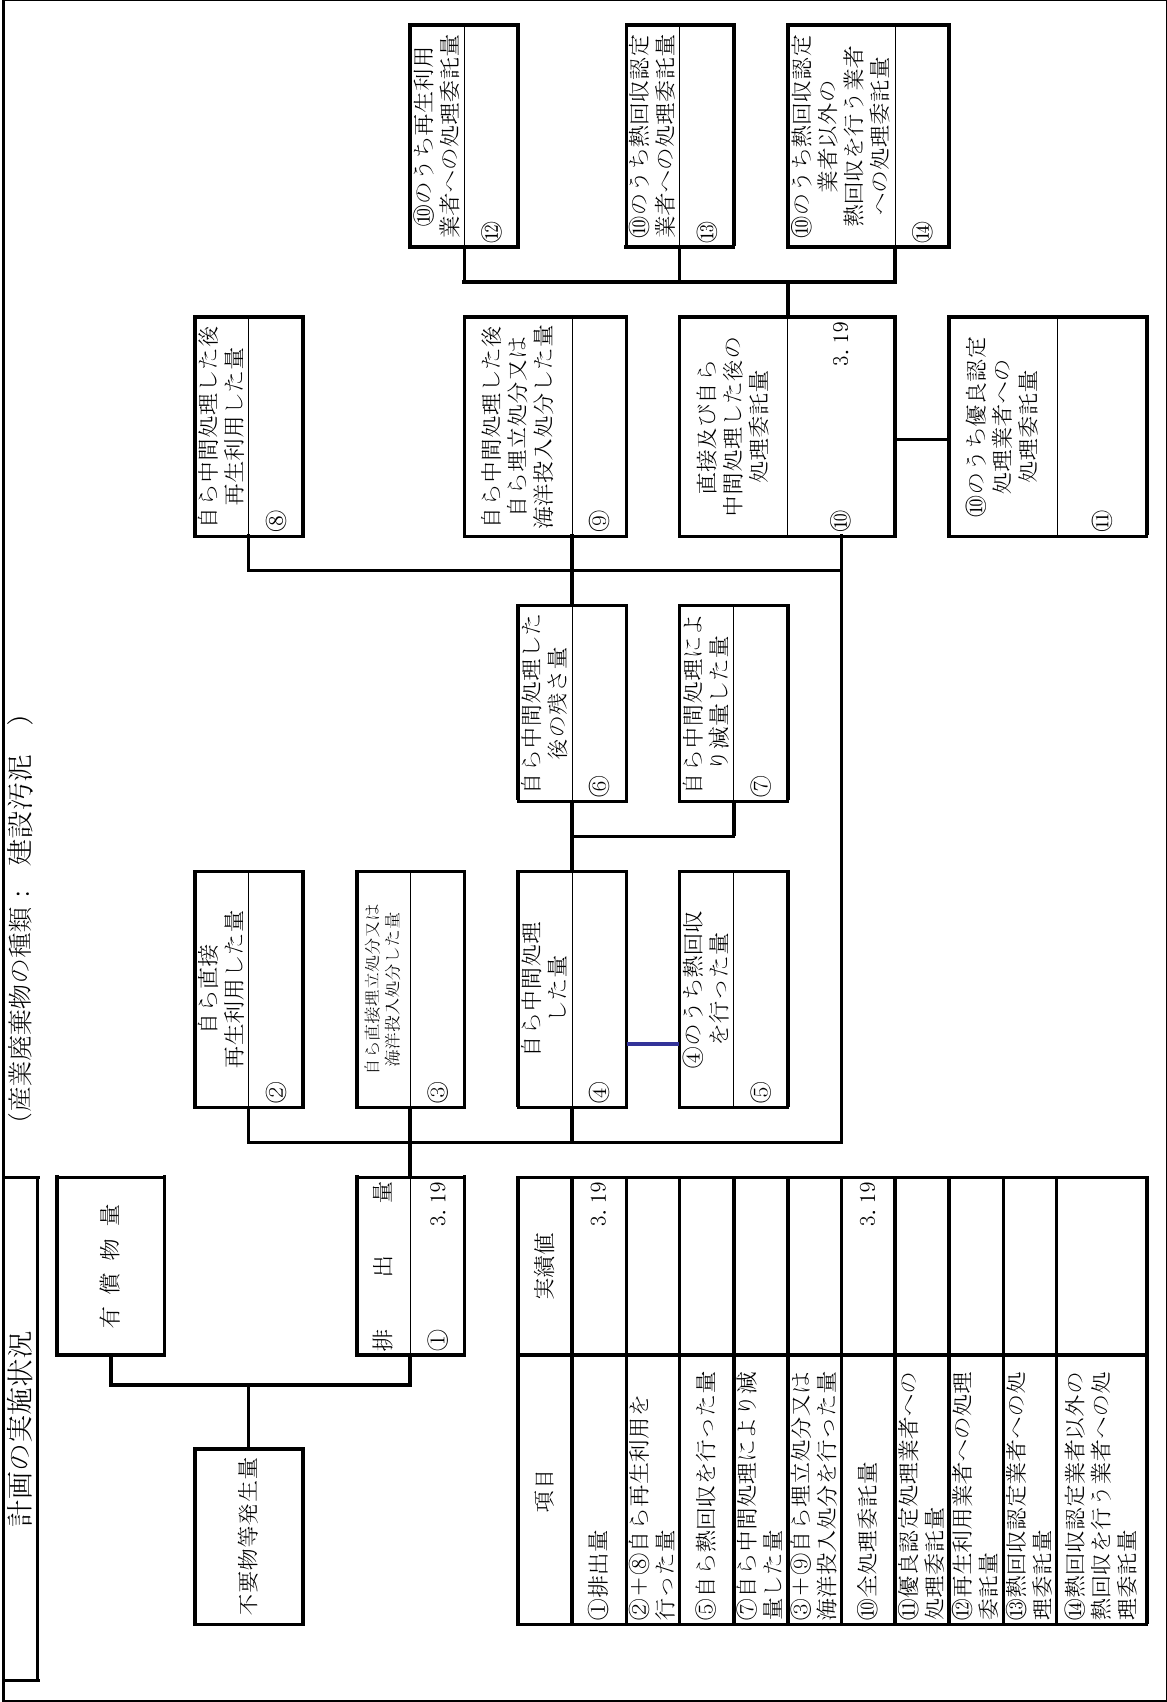 計画の実施状況
(産業廃棄物の種類： 建設汚泥 )
不要物等発生量
有 償 物 量
排 出 量
① 3.19
自ら直接
再生利用した量
②
自ら直接埋立処分又は
海洋投入処分した量
③
自ら中間処理
した量
④
④のうち熱回収
を行った量
⑤
自ら中間処理した
後の残さ量
⑥
自ら中間処理によ
り減量した量
⑦
自ら中間処理した後
再生利用した量
⑧
自ら中間処理した後
自ら埋立処分又は
海洋投入処分した量
⑨
直接及び自ら
中間処理した後の
処理委託量
⑩ 3.19
⑩のうち優良認定
処理業者への
処理委託量
⑪
⑩のうち再生利用
業者への処理委託量
⑫
⑩のうち熱回収認定
業者への処理委託量
⑬
⑩のうち熱回収認定
業者以外の
熱回収を行う業者
への処理委託量
⑭
項目 実績値
①排出量 3.19
②＋⑧自ら再生利用を
行った量
⑤自ら熱回収を行った量
⑦自ら中間処理により減
量した量
③＋⑨自ら埋立処分又は
海洋投入処分を行った量
⑩全処理委託量 3.19
⑪優良認定処理業者への
処理委託量
⑫再生利用業者への処理
委託量
⑬熱回収認定業者への処
理委託量
⑭熱回収認定業者以外の
熱回収を行う業者への処
理委託量